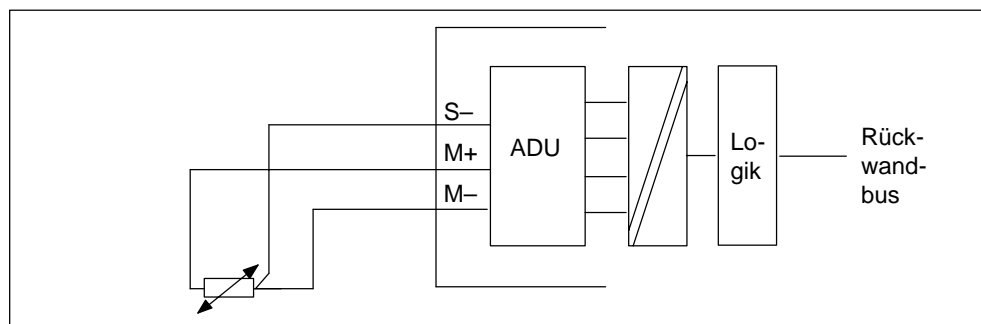 S–
M+
M–
ADU
Lo-
gik
Rück-
wand-
bus